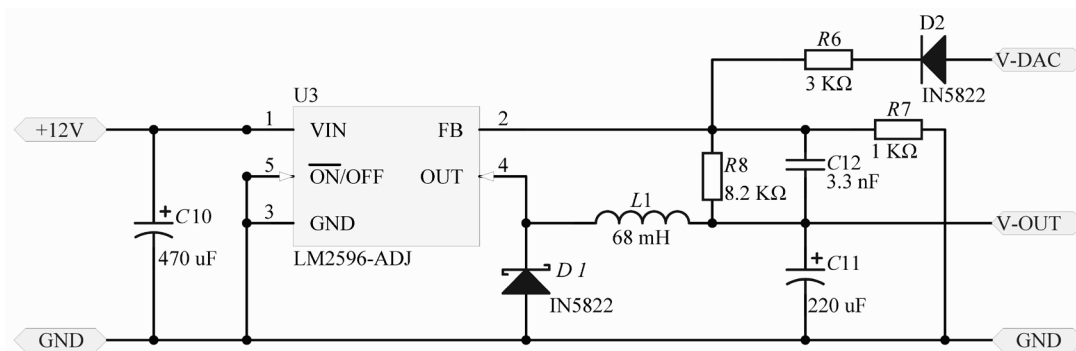 D2
R6
V-DAC
3 KΩ
IN5822
U3
R7
+12V
1
VIN
FB
2
1 KΩ
5
ON/OFF
OUT
4
R8
8.2 KΩ
C12
3.3 nF
C10
3
GND
L1
V-OUT
470 uF
LM2596-ADJ
68 mH
D1
IN5822
C11
220 uF
GND
GND